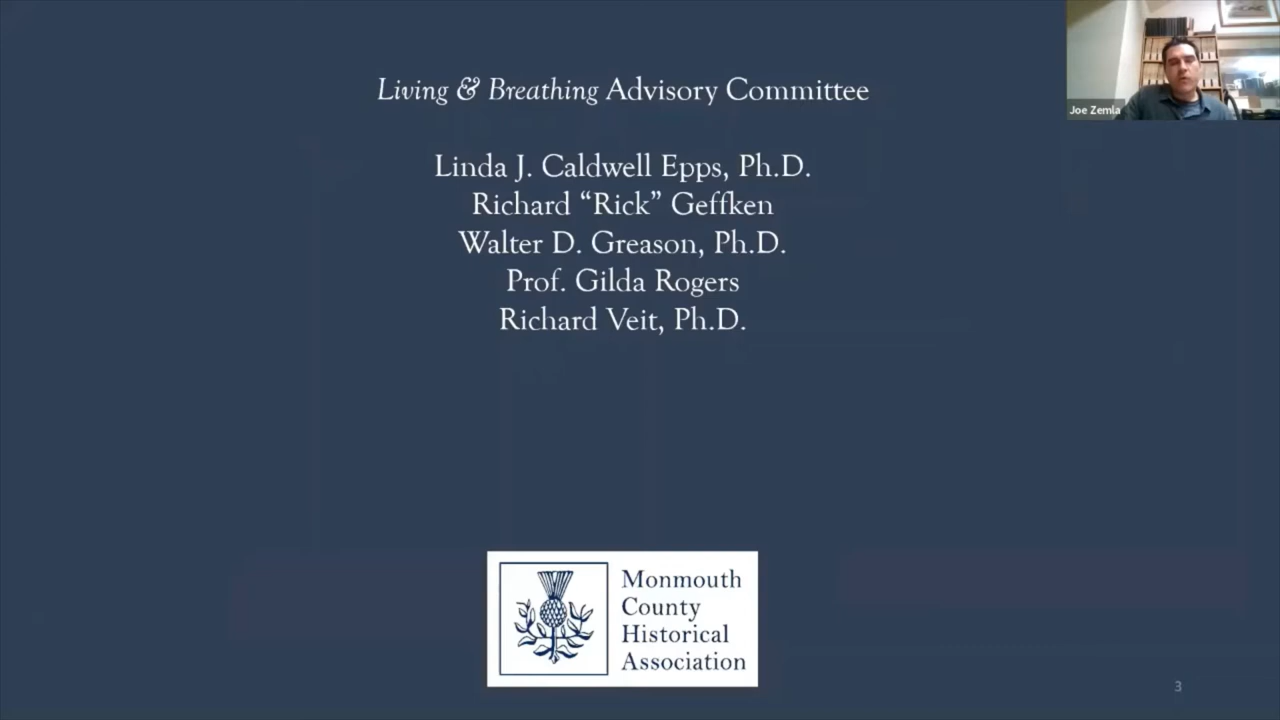 Living & Breathing Advisory Committee
Linda J. Caldwell Epps, Ph.D.
Richard “Rick” Geffken
Walter D. Greason, Ph.D.
Prof. Gilda Rogers
Richard Veit, Ph.D.
Monmouth
County
Historical
Association
Joe Zemla
3